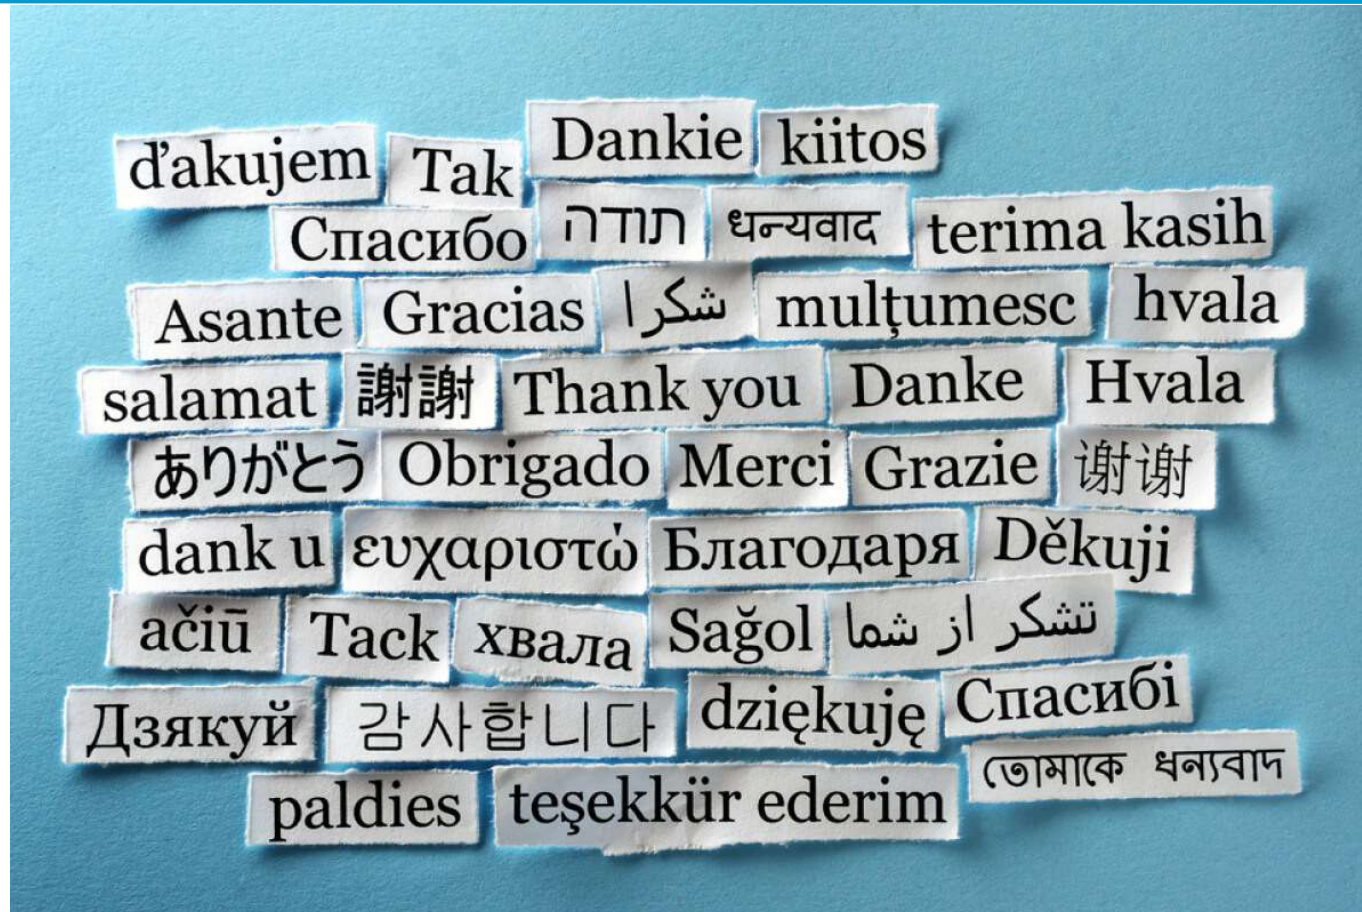 ďakujem Tak Dankie kiitos
Спасибо תודה धन्यवाद terima kasih
Asante Gracias شكرا mulțumesc hvala
salamat 謝謝 Thank you Danke Hvala
ありがとう Obrigado Merci Grazie 谢谢
dank u ευχαριστώ Благодаря Děkuji
ačiū Tack хвала Sağol تشكر از شما
Дзякуй 감사합니다 dziękuję Спасибі
paldies teşekkür ederim তোমাকে ধন্যবাদ